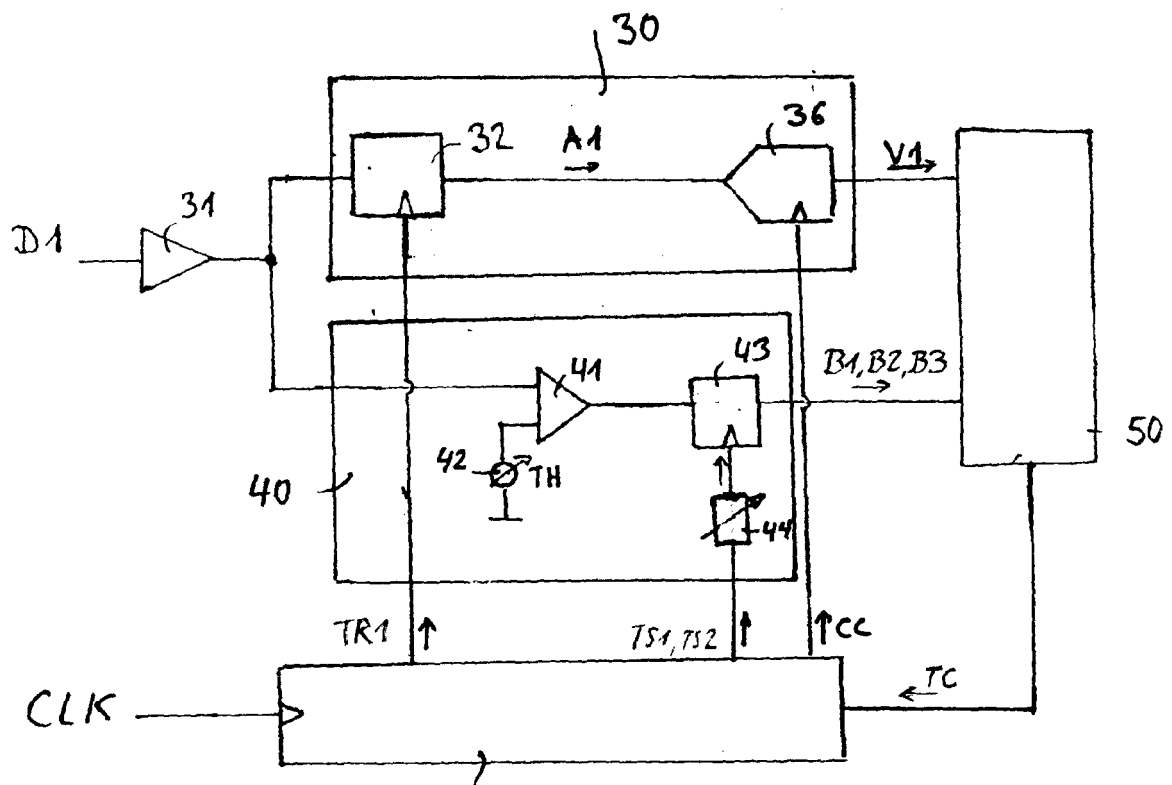 30
32
A1
36
V1
31
D1
41
43
B1, B2, B3
50
42
TH
40
44
TR1
TS1, TS2
CC
TC
CLK